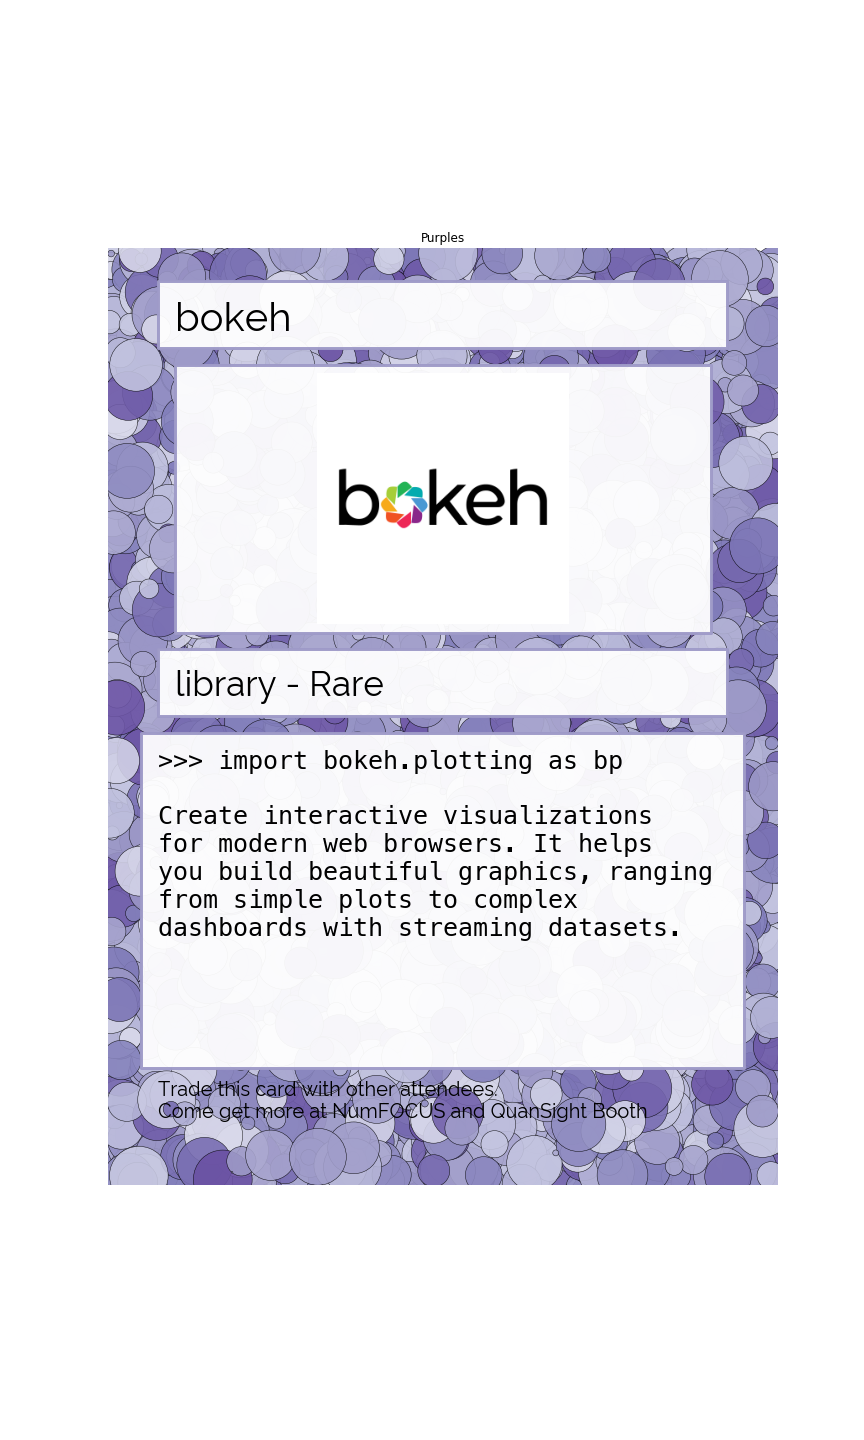 Purples
bokeh
bokeh
library - Rare
>>> import bokeh.plotting as bp
Create interactive visualizations
for modern web browsers. It helps
you build beautiful graphics, ranging
from simple plots to complex
dashboards with streaming datasets.
Trade this card with other attendees.
Come get more at NumFOCUS and QuanSight Booth